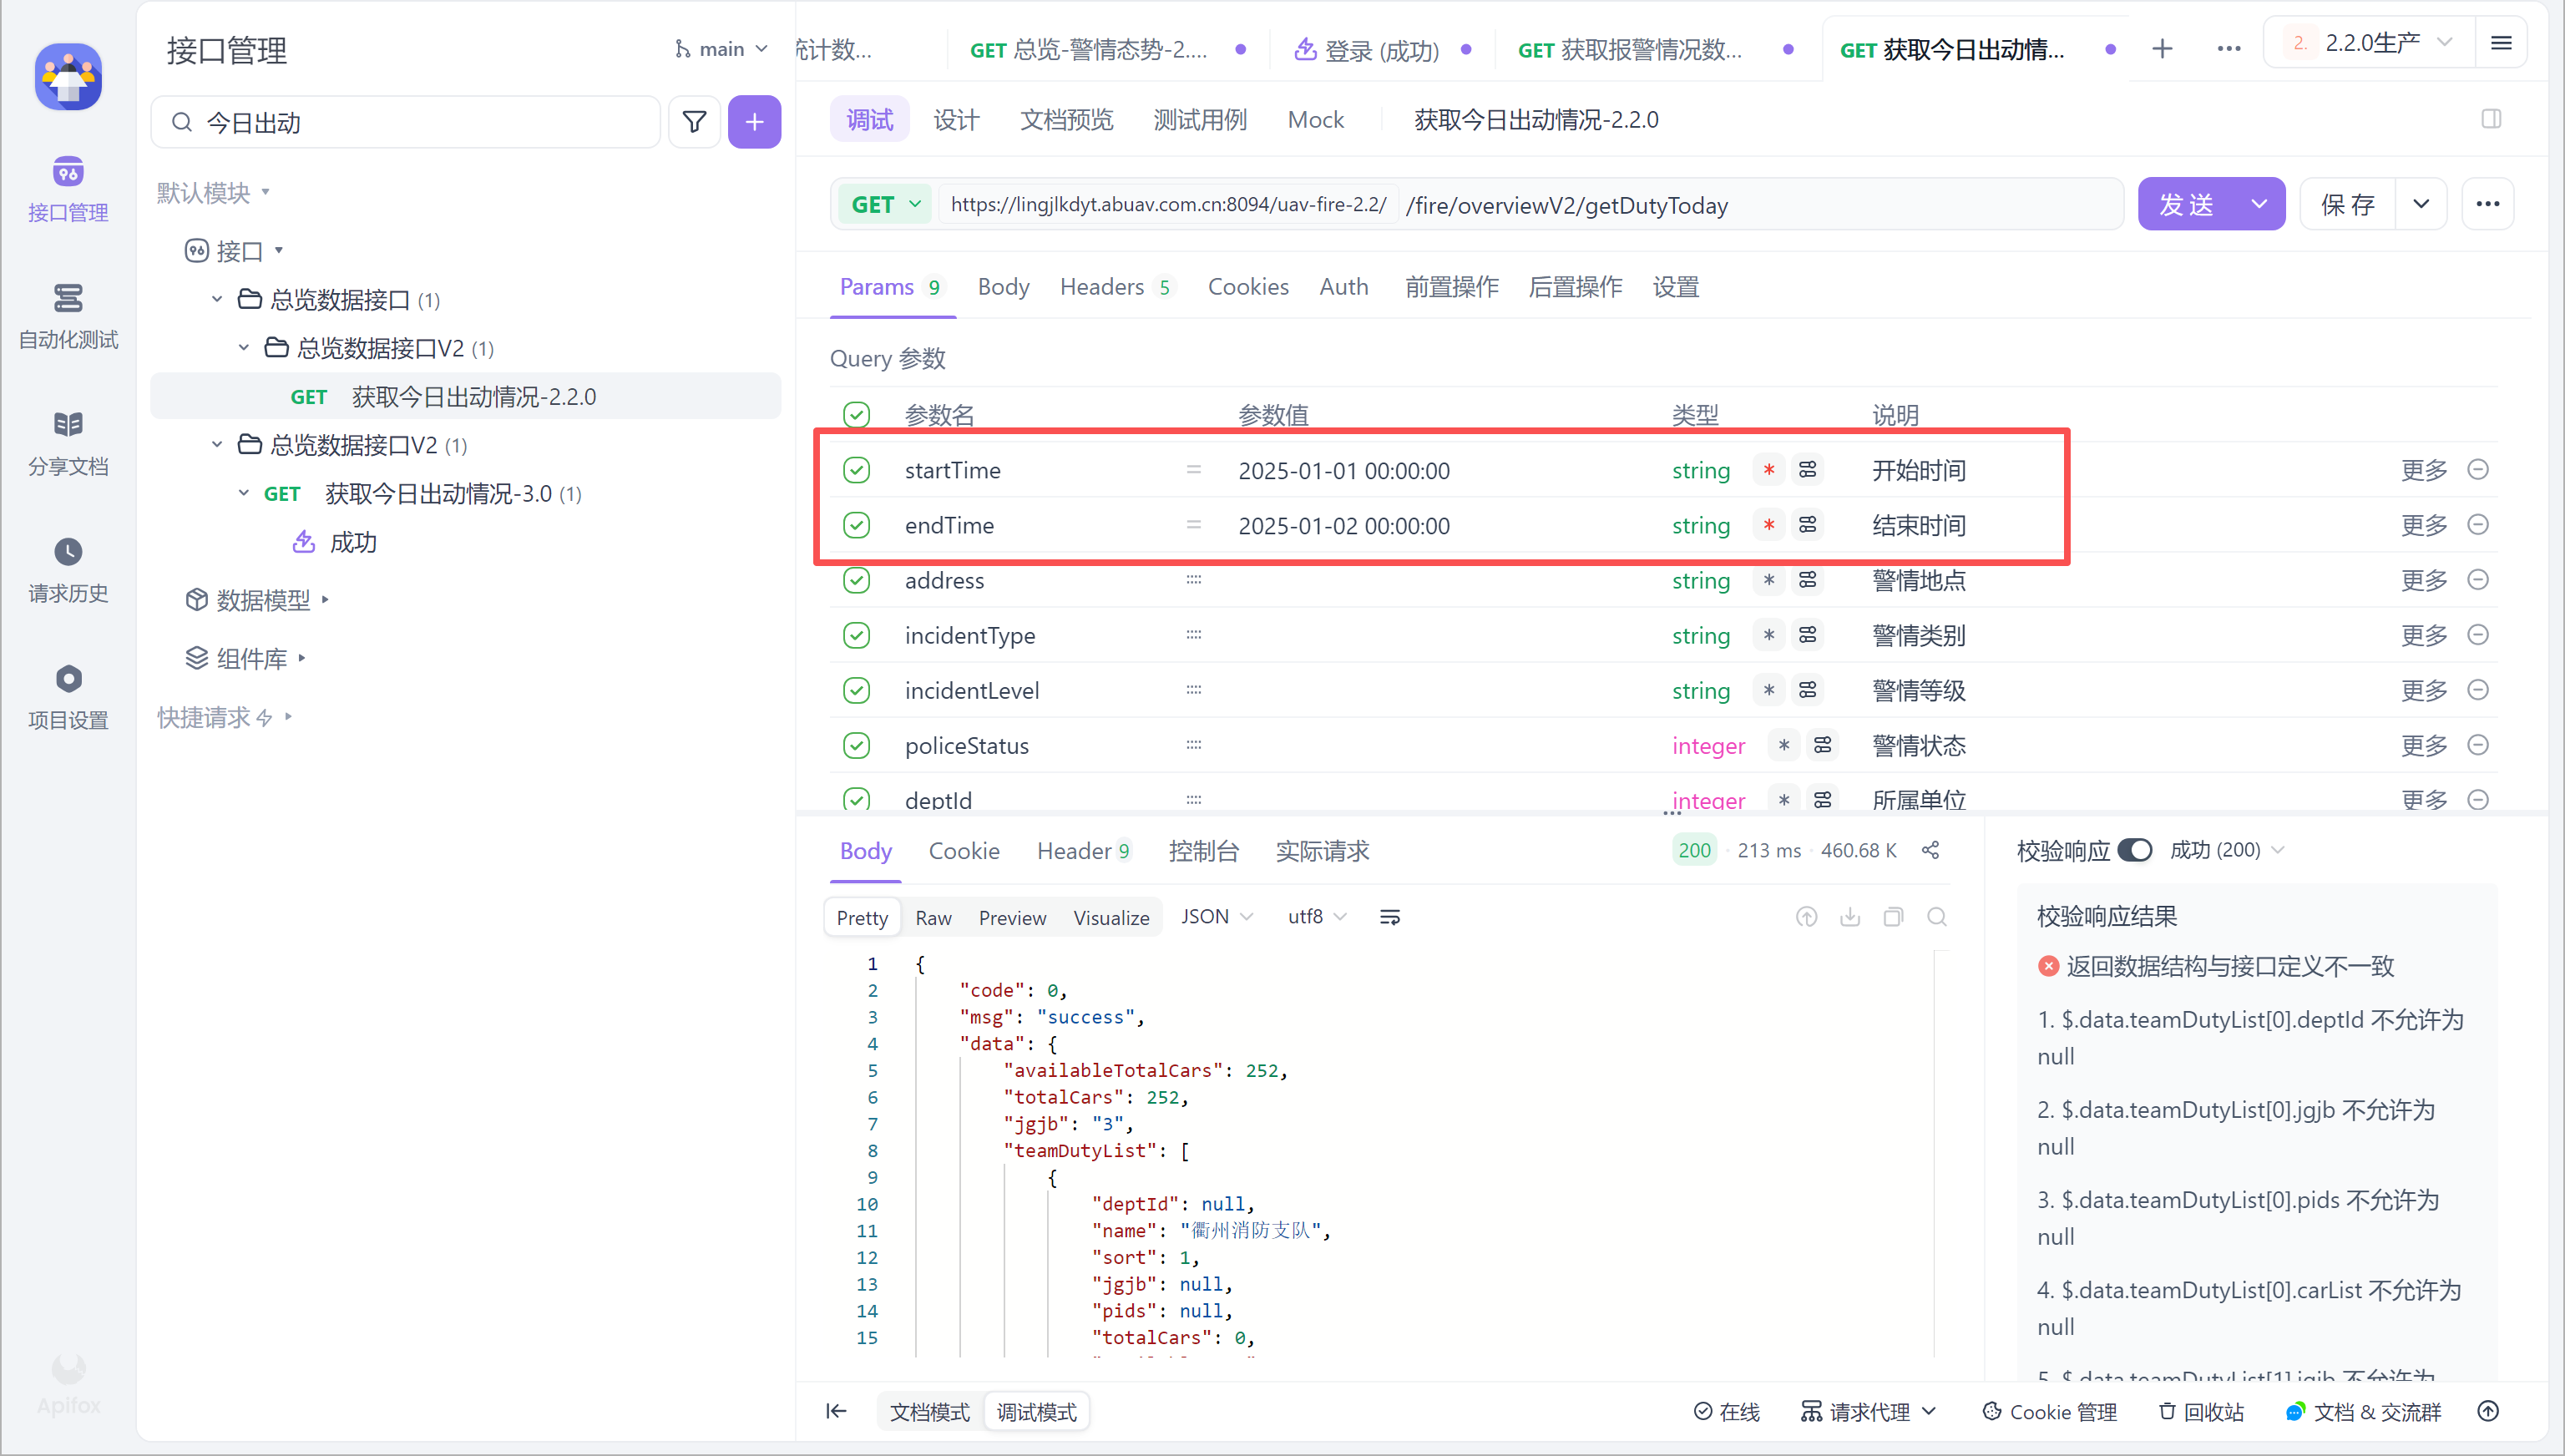 接口管理
main
今日出动
默认模块
接口
总览数据接口 (1)
总览数据接口V2 (1)
GET 获取今日出动情况-2.2.0
总览数据接口V2 (1)
GET 获取今日出动情况-3.0 (1)
成功
数据模型
组件库
快捷请求
接口管理
自动化测试
分享文档
请求历史
项目设置
Apifox
统计数...
GET 总览-警情态势-2....
登录 (成功)
GET 获取报警情况数...
GET 获取今日出动情...
2. 2.2.0生产
调试 设计 文档预览 测试用例 Mock 获取今日出动情况-2.2.0
GET https://lingjlkdyt.abuav.com.cn:8094/uav-fire-2.2/ /fire/overviewV2/getDutyToday 发送 保存
Params 9 Body Headers 5 Cookies Auth 前置操作 后置操作 设置
Query 参数
参数名 参数值 类型 说明
startTime = 2025-01-01 00:00:00 string * 开始时间 更多
endTime = 2025-01-02 00:00:00 string * 结束时间 更多
address string * 警情地点 更多
incidentType string * 警情类别 更多
incidentLevel string * 警情等级 更多
policeStatus integer * 警情状态 更多
deptId integer * 所属单位 更多
Body Cookie Header 9 控制台 实际请求 200 · 213 ms · 460.68 K
Pretty Raw Preview Visualize JSON utf8
1 {
2 "code": 0,
3 "msg": "success",
4 "data": {
5 "availableTotalCars": 252,
6 "totalCars": 252,
7 "jgjb": "3",
8 "teamDutyList": [
9 {
10 "deptId": null,
11 "name": "衢州消防支队",
12 "sort": 1,
13 "jgjb": null,
14 "pids": null,
15 "totalCars": 0,
校验响应 成功 (200)
校验响应结果
返回数据结构与接口定义不一致
1. $.data.teamDutyList[0].deptId 不允许为
null
2. $.data.teamDutyList[0].jgjb 不允许为
null
3. $.data.teamDutyList[0].pids 不允许为
null
4. $.data.teamDutyList[0].carList 不允许为
null
5. $.data.teamDutyList[1].jgjb 不允许为
文档模式 调试模式
在线 请求代理 Cookie 管理 回收站 文档 & 交流群